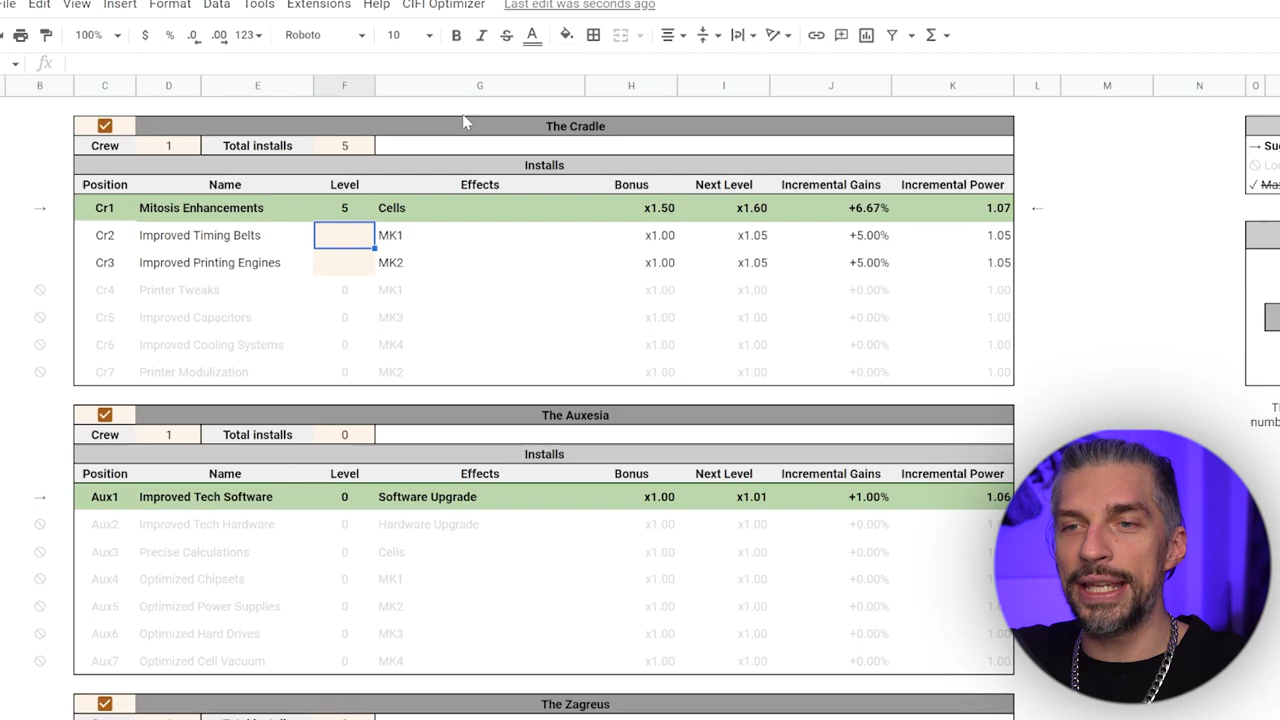 File Edit View Insert Format Data Tools Extensions Help CIFI Optimizer Last edit was seconds ago
100% $ % .0 .00 123 Roboto 10 B I S A Σ
fx
B C D E F G H I J K L M N O
The Cradle
Crew 1 Total installs 5
Installs
Position Name Level Effects Bonus Next Level Incremental Gains Incremental Power
→ Cr1 Mitosis Enhancements 5 Cells x1.50 x1.60 +6.67% 1.07 ←
Cr2 Improved Timing Belts MK1 x1.00 x1.05 +5.00% 1.05
Cr3 Improved Printing Engines MK2 x1.00 x1.05 +5.00% 1.05
Cr4 Printer Tweaks 0 MK1 x1.00 x1.00 +0.00% 1.00
Cr5 Improved Capacitors 0 MK3 x1.00 x1.00 +0.00% 1.00
Cr6 Improved Cooling Systems 0 MK4 x1.00 x1.00 +0.00% 1.00
Cr7 Printer Modulization 0 MK2 x1.00 x1.00 +0.00% 1.00
The Auxesia
Crew 1 Total installs 0
Installs
Position Name Level Effects Bonus Next Level Incremental Gains Incremental Power
→ Aux1 Improved Tech Software 0 Software Upgrade x1.00 x1.01 +1.00% 1.06
Aux2 Improved Tech Hardware 0 Hardware Upgrade x1.00 x1.00 +0.00%
Aux3 Precise Calculations 0 Cells x1.00 x1.00 +0.00%
Aux4 Optimized Chipsets 0 MK1 x1.00 x1.00 +0.00%
Aux5 Optimized Power Supplies 0 MK2 x1.00 x1.00 +0.00%
Aux6 Optimized Hard Drives 0 MK3 x1.00 x1.00 +0.00%
Aux7 Optimized Cell Vacuum 0 MK4 x1.00 x1.00 +0.00%
The Zagreus